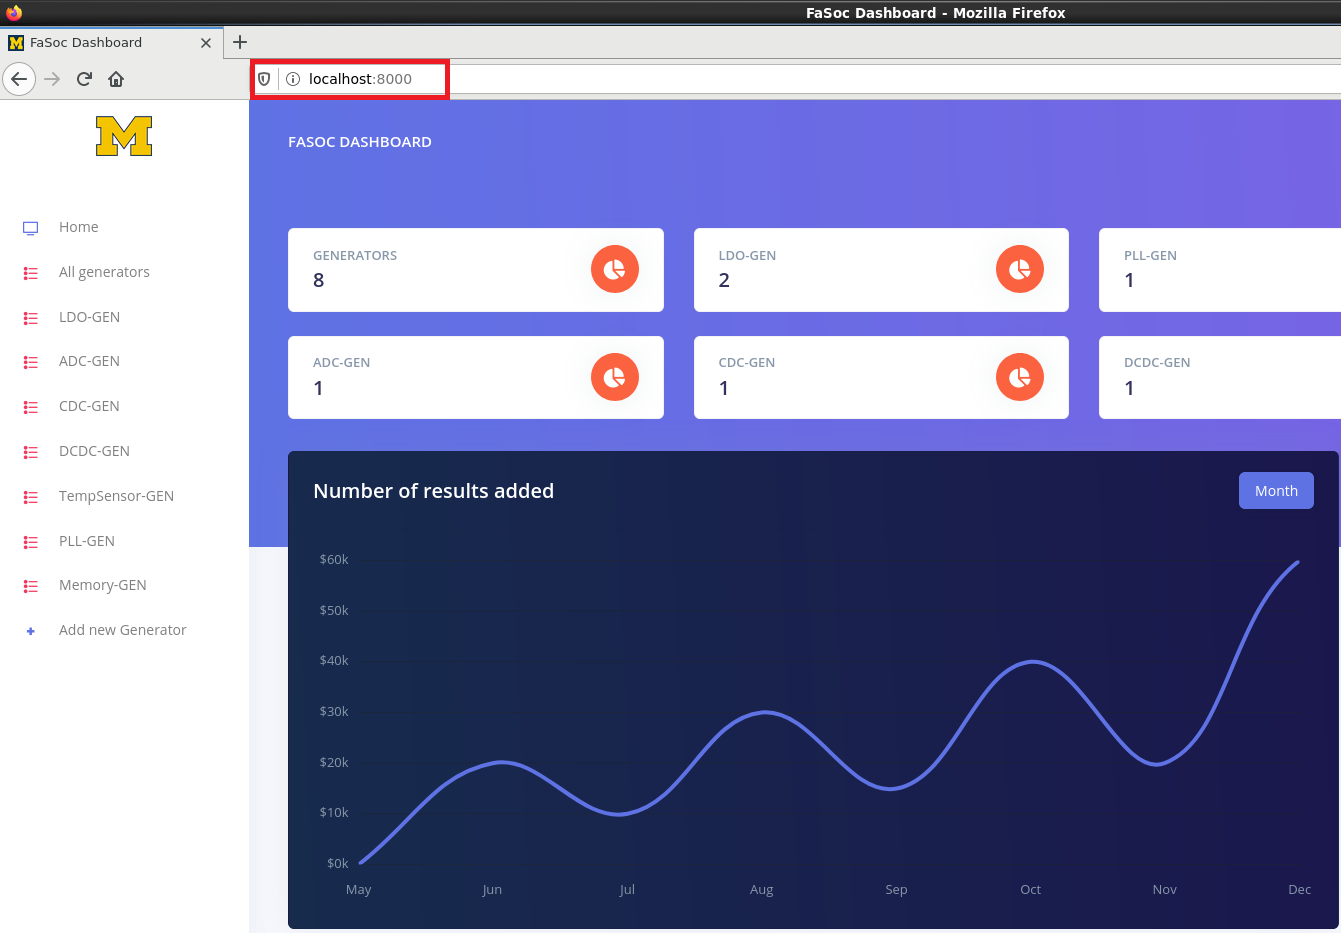 FaSoc Dashboard - Mozilla Firefox
FaSoc Dashboard
localhost:8000
M
FASOC DASHBOARD
Home
All generators
LDO-GEN
ADC-GEN
CDC-GEN
DCDC-GEN
TempSensor-GEN
PLL-GEN
Memory-GEN
Add new Generator
GENERATORS
8
LDO-GEN
2
PLL-GEN
1
ADC-GEN
1
CDC-GEN
1
DCDC-GEN
1
Number of results added
Month
$60k
$50k
$40k
$30k
$20k
$10k
$0k
May Jun Jul Aug Sep Oct Nov Dec